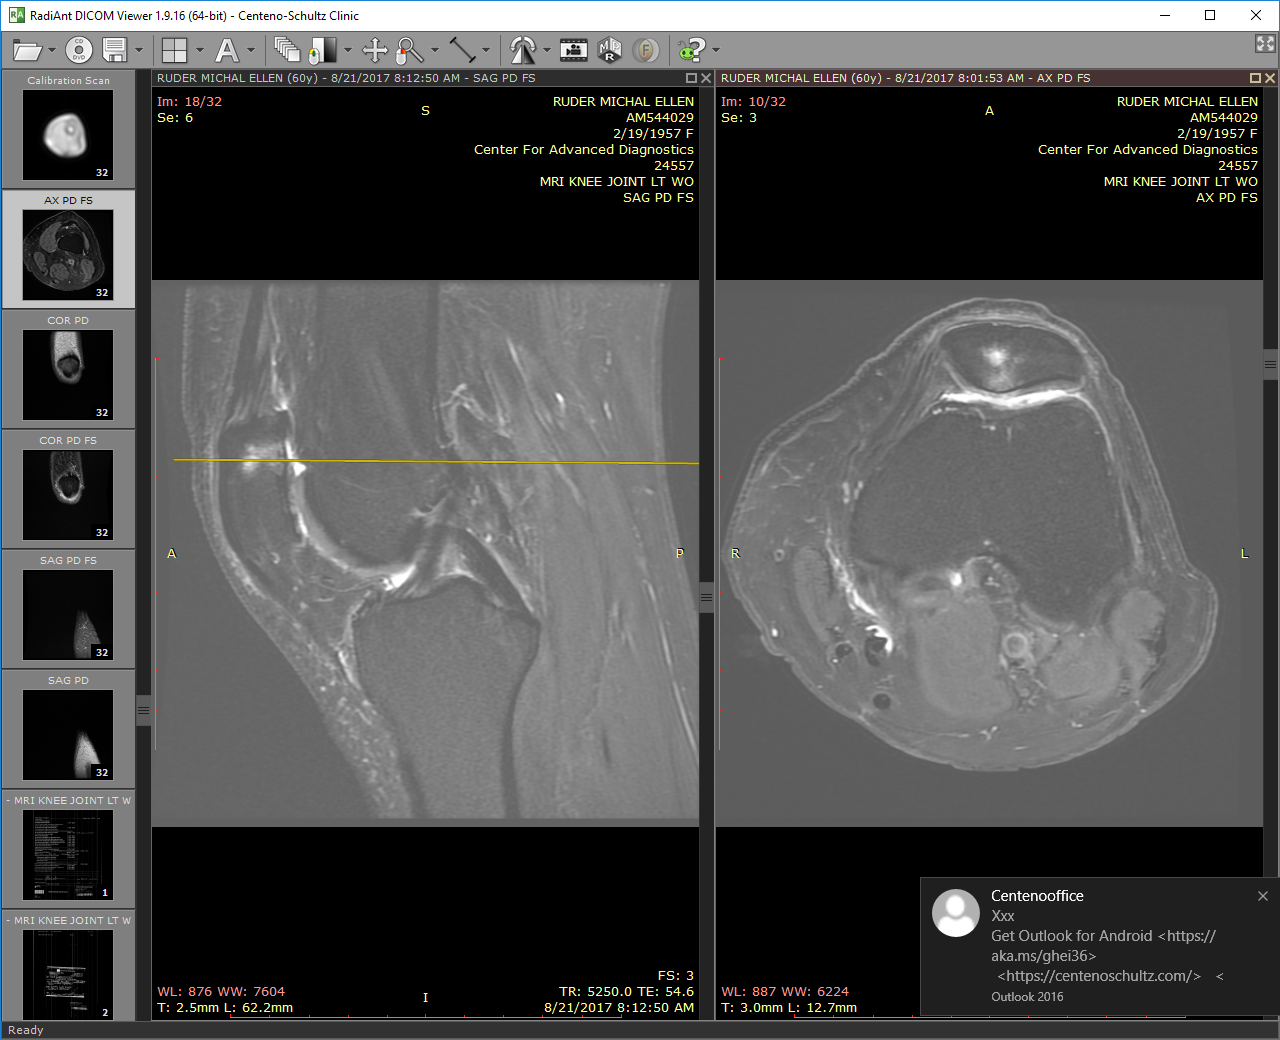 RadiAnt DICOM Viewer 1.9.16 (64-bit) - Centeno-Schultz Clinic
Calibration Scan
32
AX PD FS
32
COR PD
32
COR PD FS
32
SAG PD FS
32
SAG PD
32
- MRI KNEE JOINT LT W
1
- MRI KNEE JOINT LT W
2
RUDER MICHAL ELLEN (60y) - 8/21/2017 8:12:50 AM - SAG PD FS
Im: 18/32
Se: 6
S
RUDER MICHAL ELLEN
AM544029
2/19/1957 F
Center For Advanced Diagnostics
24557
MRI KNEE JOINT LT WO
SAG PD FS
A
P
I
WL: 876 WW: 7604
T: 2.5mm L: 62.2mm
FS: 3
TR: 5250.0 TE: 54.6
8/21/2017 8:12:50 AM
RUDER MICHAL ELLEN (60y) - 8/21/2017 8:01:53 AM - AX PD FS
Im: 10/32
Se: 3
A
RUDER MICHAL ELLEN
AM544029
2/19/1957 F
Center For Advanced Diagnostics
24557
MRI KNEE JOINT LT WO
AX PD FS
R
L
WL: 887 WW: 6224
T: 3.0mm L: 12.7mm
Centenooffice
Xxx
Get Outlook for Android <https://
aka.ms/ghei36>
<https://centenoschultz.com/> <
Outlook 2016
Ready